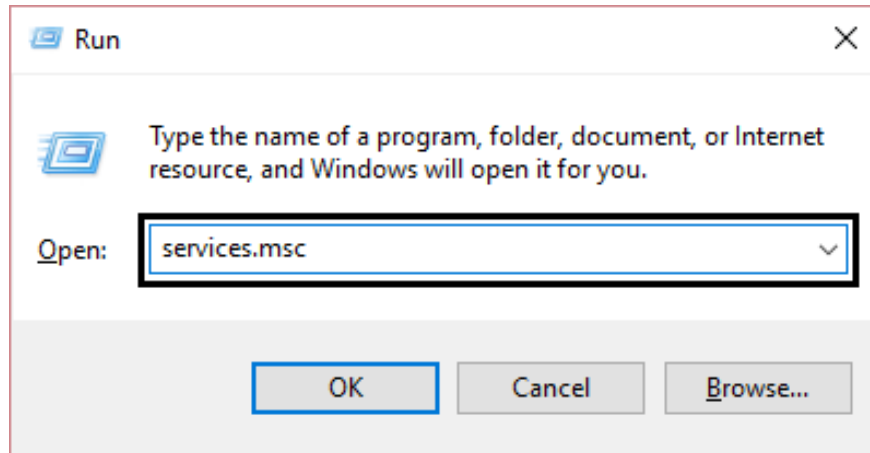 Run
Type the name of a program, folder, document, or Internet
resource, and Windows will open it for you.
Open: services.msc
OK Cancel Browse...